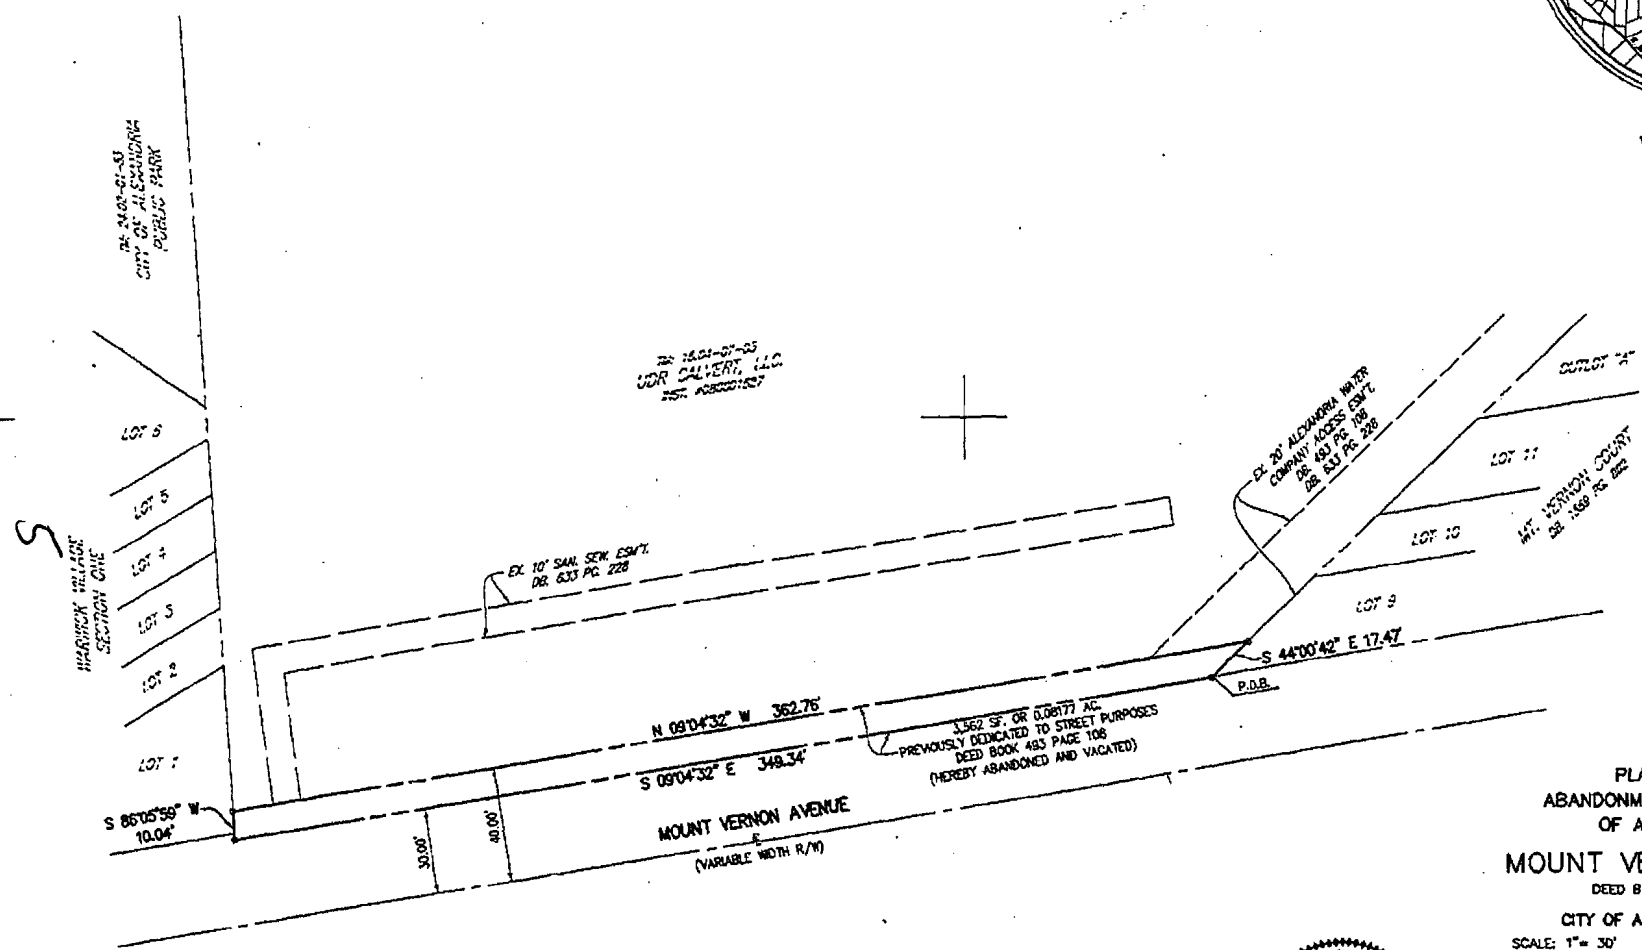 CITY OF ALEXANDRIA
PUBLIC PARK
UDR CALVERT, LLC.
OUTLOT "A"
EX. 20' ALEXANDRIA WATER
COMPANY ACCESS ESM'T.
DB. 493 PG. 108
DB. 633 PG. 228
LOT 6
LOT 5
LOT 4
LOT 3
LOT 2
LOT 1
WARWICK VILLAGE
SECTION ONE
S
LOT 11
LOT 10
LOT 9
MT. VERNON COURT
EX. 10' SAN. SEW. ESM'T.
DB. 633 PG. 228
S 44°00'42" E 17.47'
P.O.B.
N 09°04'32" W 362.76'
S 09°04'32" E 349.34'
3,562 SF. OR 0.08177 AC.
PREVIOUSLY DEDICATED TO STREET PURPOSES
DEED BOOK 493 PAGE 108
(HEREBY ABANDONED AND VACATED)
S 86°05'59" W
10.04'
30.00'
40.00'
MOUNT VERNON AVENUE
(VARIABLE WIDTH R/W)
PLA
ABANDONM
OF A
MOUNT VE
DEED B
CITY OF A
SCALE: 1"= 30'